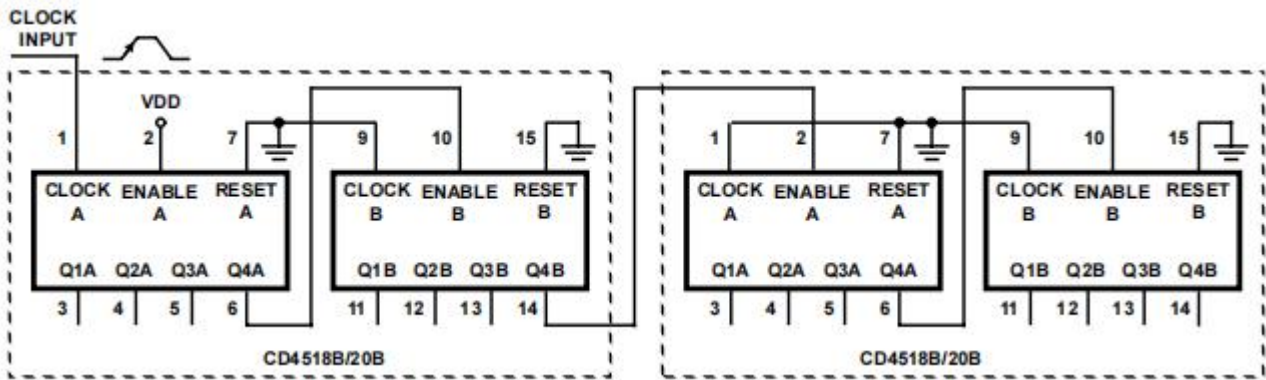 CLOCK
INPUT
VDD
1 2 7 9 10 15 1 2 7 9 10 15
CLOCK A ENABLE A RESET A
CLOCK B ENABLE B RESET B
CLOCK A ENABLE A RESET A
CLOCK B ENABLE B RESET B
Q1A Q2A Q3A Q4A
Q1B Q2B Q3B Q4B
Q1A Q2A Q3A Q4A
Q1B Q2B Q3B Q4B
3 4 5 6 11 12 13 14 3 4 5 6 11 12 13 14
CD4518B/20B
CD4518B/20B